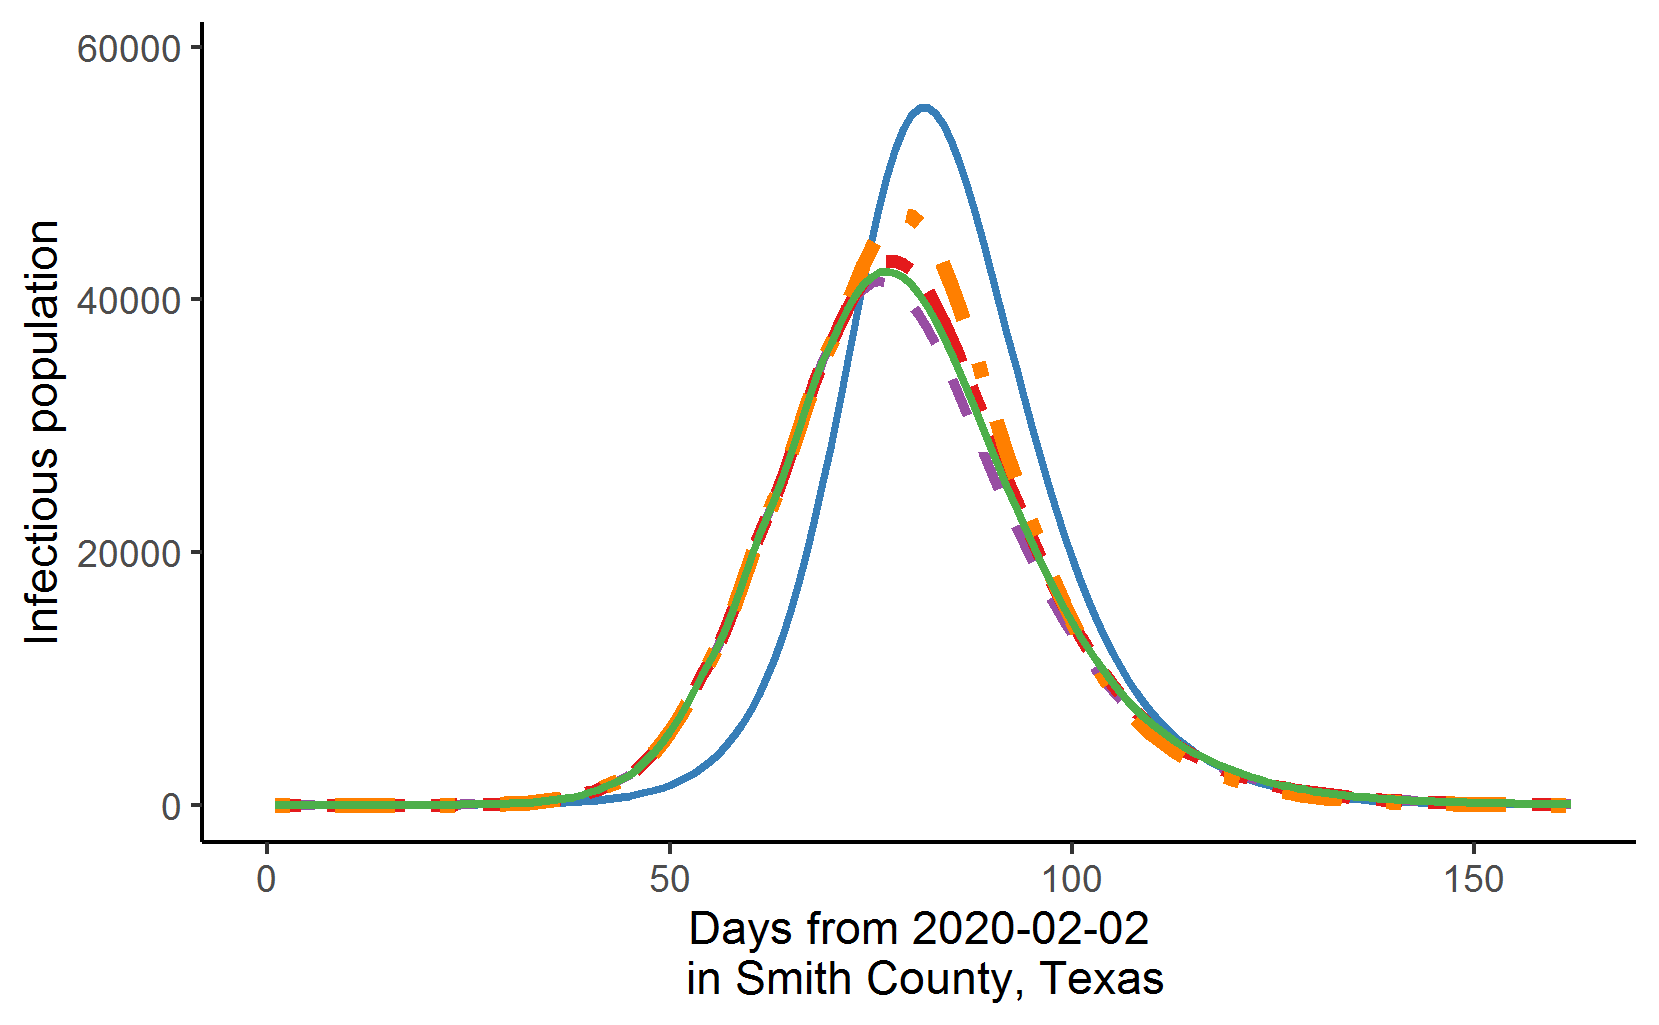 Infectious population
60000
40000
20000
0
0 50 100 150
Days from 2020-02-02
in Smith County, Texas